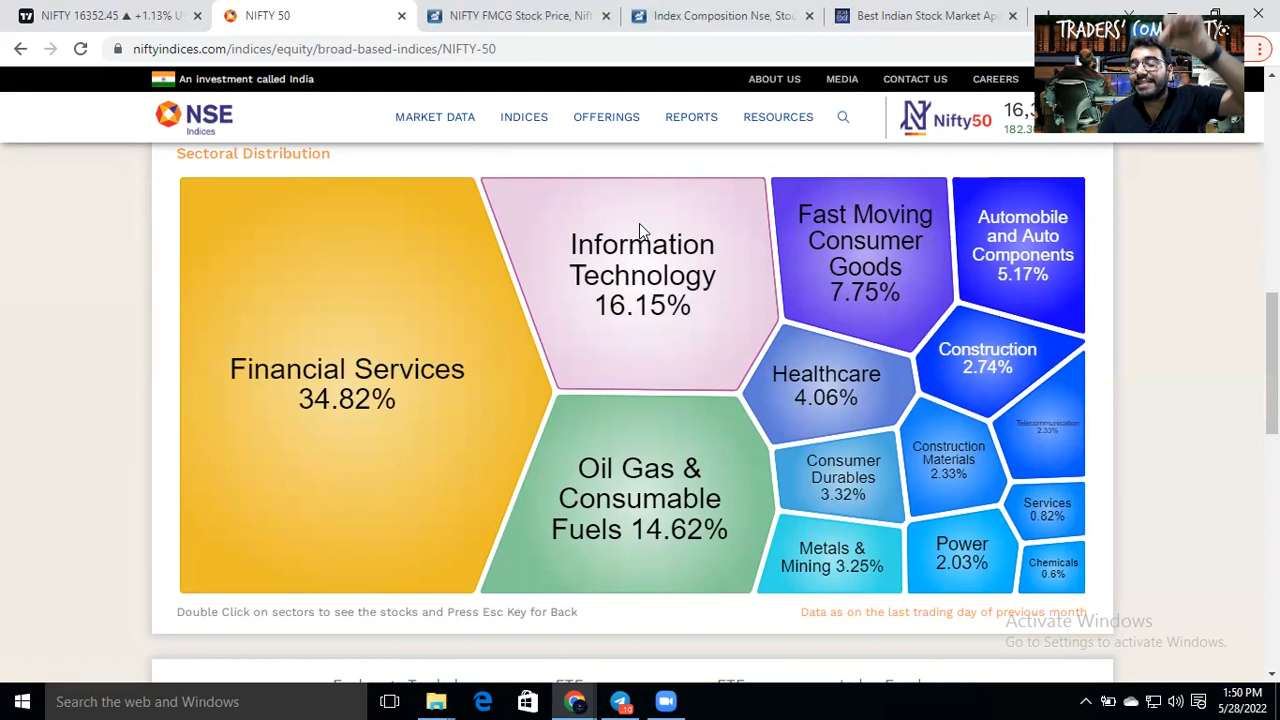 NIFTY 16352.45 ▲ +1.13% U
NIFTY 50
NIFTY FMCG Stock Price, Nifty
Index Composition Nse, Stoc
Best Indian Stock Market Ap
niftyindices.com/indices/equity/broad-based-indices/NIFTY-50
TRADERS'
An investment called India
ABOUT US
MEDIA
CONTACT US
CAREERS
NSE
Indices
MARKET DATA
INDICES
OFFERINGS
REPORTS
RESOURCES
Nifty50
Sectoral Distribution
Financial Services
34.82%
Information
Technology
16.15%
Oil Gas &
Consumable
Fuels 14.62%
Fast Moving
Consumer
Goods
7.75%
Automobile
and Auto
Components
5.17%
Healthcare
4.06%
Construction
2.74%
Consumer
Durables
3.32%
Construction
Materials
2.33%
Telecommunication
2.33%
Metals &
Mining 3.25%
Power
2.03%
Services
0.82%
Chemicals
0.6%
Double Click on sectors to see the stocks and Press Esc Key for Back
Data as on the last trading day of previous month
Activate Windows
Go to Settings to activate Windows.
Search the web and Windows
1:50 PM
5/28/2022